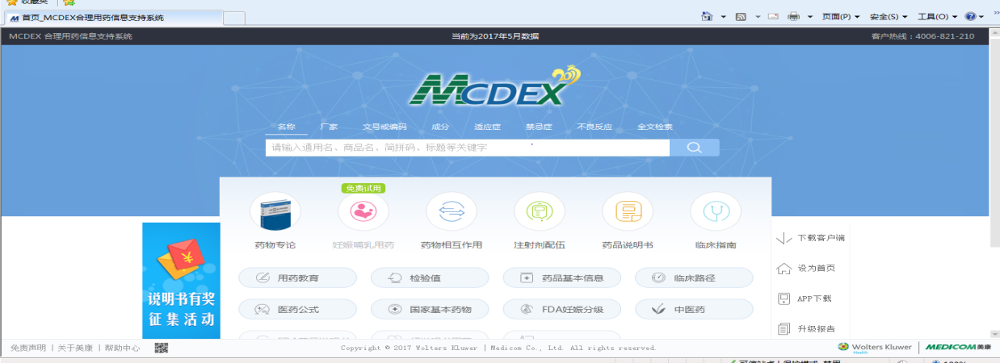 收藏夹
首页_MCDEX合理用药信息支持系统
页面(P) 安全(S) 工具(O)
MCDEX 合理用药信息支持系统 当前为2017年5月数据 客户热线：4006-821-210
MCDEX 20
名称 厂家 文号或编码 成分 适应症 禁忌症 不良反应 全文检索
请输入通用名、商品名、简拼码、标题等关键字
免费试用
药物专论 妊娠哺乳用药 药物相互作用 注射剂配伍 药品说明书 临床指南
下载客户端
设为首页
APP下载
升级报告
用药教育 检验值 药品基本信息 临床路径
医药公式 国家基本药物 FDA妊娠分级 中医药
说明书有奖
征集活动
免责声明 | 关于美康 | 帮助中心
Copyright © 2017 Wolters Kluwer | Medicom Co., Ltd. All rights reserved.
Wolters Kluwer
Health
MEDICOM美康
100%